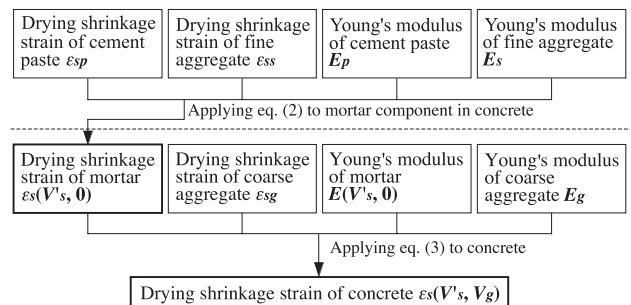 Drying shrinkage
strain of cement
paste εsp
Drying shrinkage
strain of fine
aggregate εss
Young's modulus
of cement paste
Ep
Young's modulus
of fine aggregate
Es
Applying eq. (2) to mortar component in concrete
Drying shrinkage
strain of mortar
εs(V's, 0)
Drying shrinkage
strain of coarse
aggregate εsg
Young's modulus
of mortar
E(V's, 0)
Young's modulus
of coarse
aggregate Eg
Applying eq. (3) to concrete
Drying shrinkage strain of concrete εs(V's, Vg)